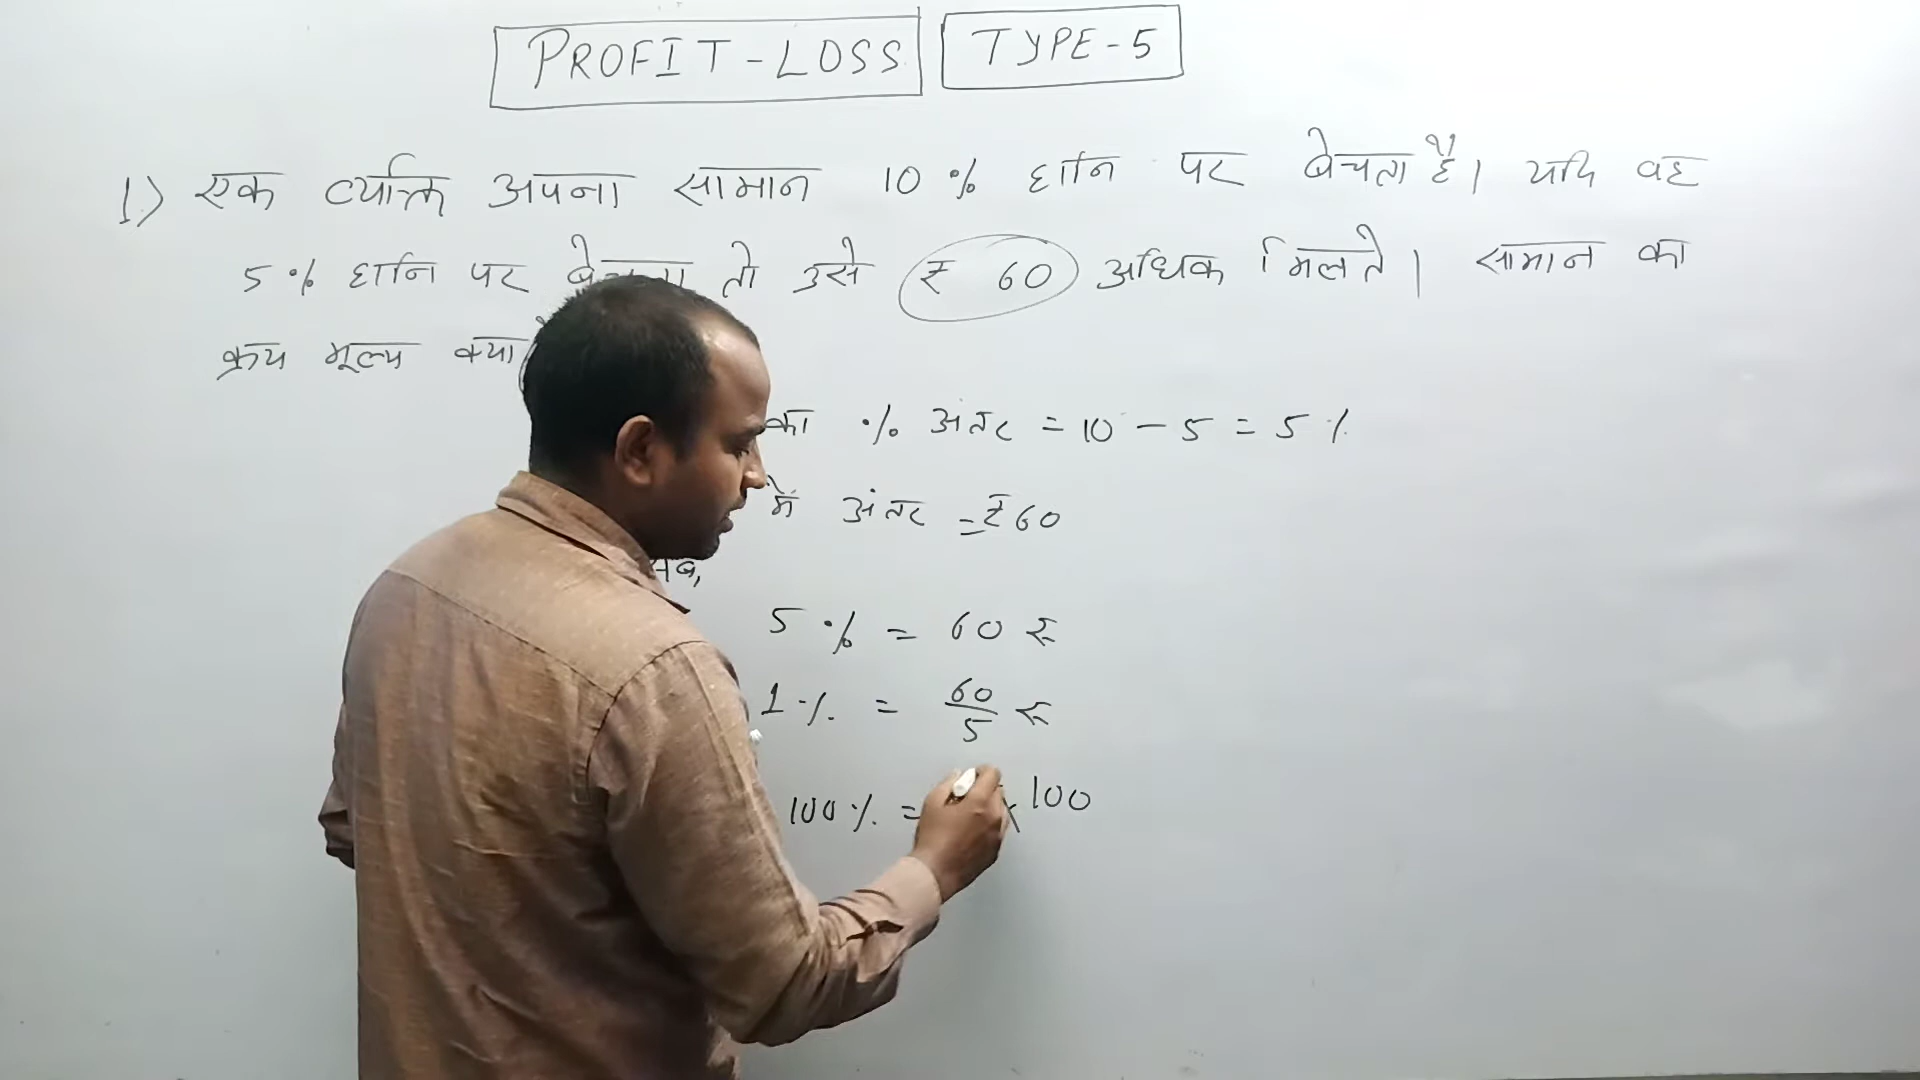 PROFIT-LOSS TYPE-5
1.) एक व्यक्ति अपना सामान 10 % हानि पर बेचता है। यदि वह
5 % हानि पर तो उसे ₹ 60 अधिक मिलते। सामान का
क्रय मूल्य क्या
का % अंतर = 10 - 5 = 5 %
में अंतर = ₹ 60
5 % = 60 रू
1 % = 60/5 रू
100 % = 100